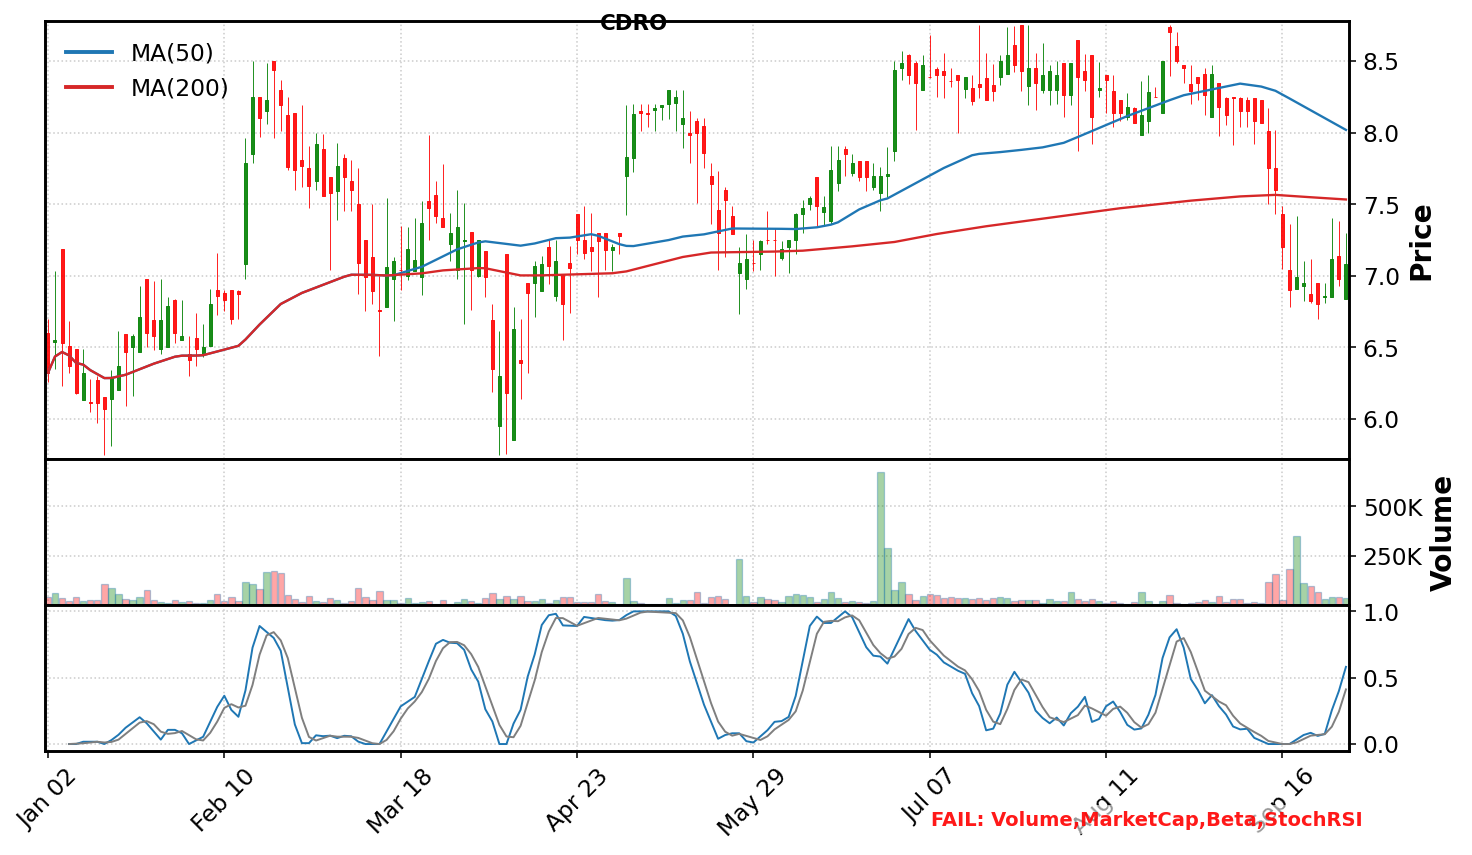 CDRO
MA(50)
MA(200)
8.5
8.0
7.5
7.0
6.5
6.0
Price
500K
250K
Volume
1.0
0.5
0.0
Jan 02
Feb 10
Mar 18
Apr 23
May 29
Jul 07
Aug 11
Sep 16
FAIL: Volume,MarketCap,Beta,StochRSI